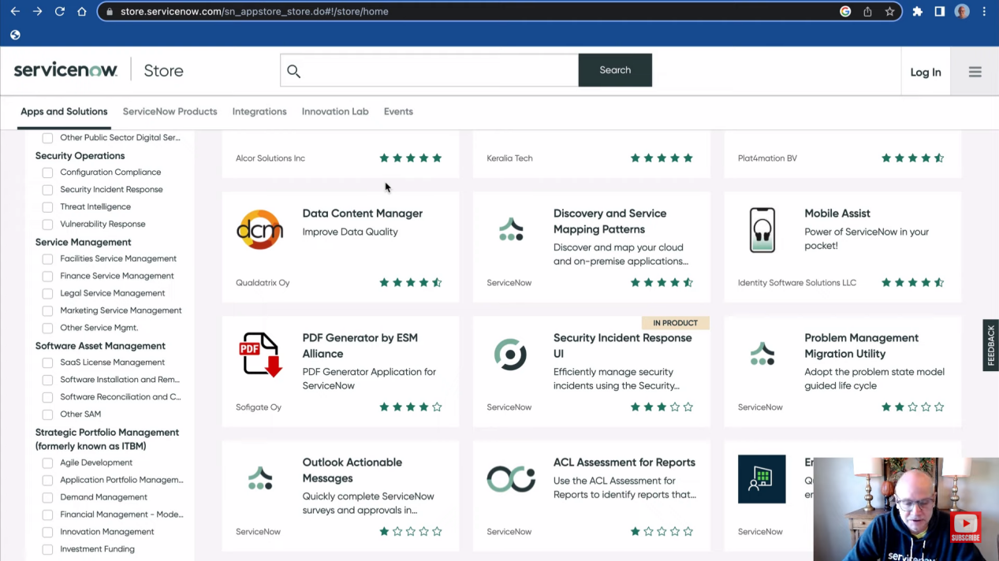 store.servicenow.com/sn_appstore_store.do#!/store/home
servicenow
Store
Search
Log In
Apps and Solutions
ServiceNow Products
Integrations
Innovation Lab
Events
Other Public Sector Digital Ser...
Security Operations
Configuration Compliance
Security Incident Response
Threat Intelligence
Vulnerability Response
Service Management
Facilities Service Management
Finance Service Management
Legal Service Management
Marketing Service Management
Other Service Mgmt.
Software Asset Management
SaaS License Management
Software Installation and Rem...
Software Reconciliation and C...
Other SAM
Strategic Portfolio Management
(formerly known as ITBM)
Agile Development
Application Portfolio Managem...
Demand Management
Financial Management - Mode...
Innovation Management
Investment Funding
Alcor Solutions Inc
Keralia Tech
Plat4mation BV
dcm
Data Content Manager
Improve Data Quality
Qualdatrix Oy
Discovery and Service
Mapping Patterns
Discover and map your cloud
and on-premise applications...
ServiceNow
Mobile Assist
Power of ServiceNow in your
pocket!
Identity Software Solutions LLC
PDF
PDF Generator by ESM
Alliance
PDF Generator Application for
ServiceNow
Sofigate Oy
IN PRODUCT
Security Incident Response
UI
Efficiently manage security
incidents using the Security...
ServiceNow
Problem Management
Migration Utility
Adopt the problem state model
guided life cycle
ServiceNow
Outlook Actionable
Messages
Quickly complete ServiceNow
surveys and approvals in...
ServiceNow
ACL Assessment for Reports
Use the ACL Assessment for
Reports to identify reports that...
ServiceNow
ServiceNow
FEEDBACK
SUBSCRIBE
servicenow